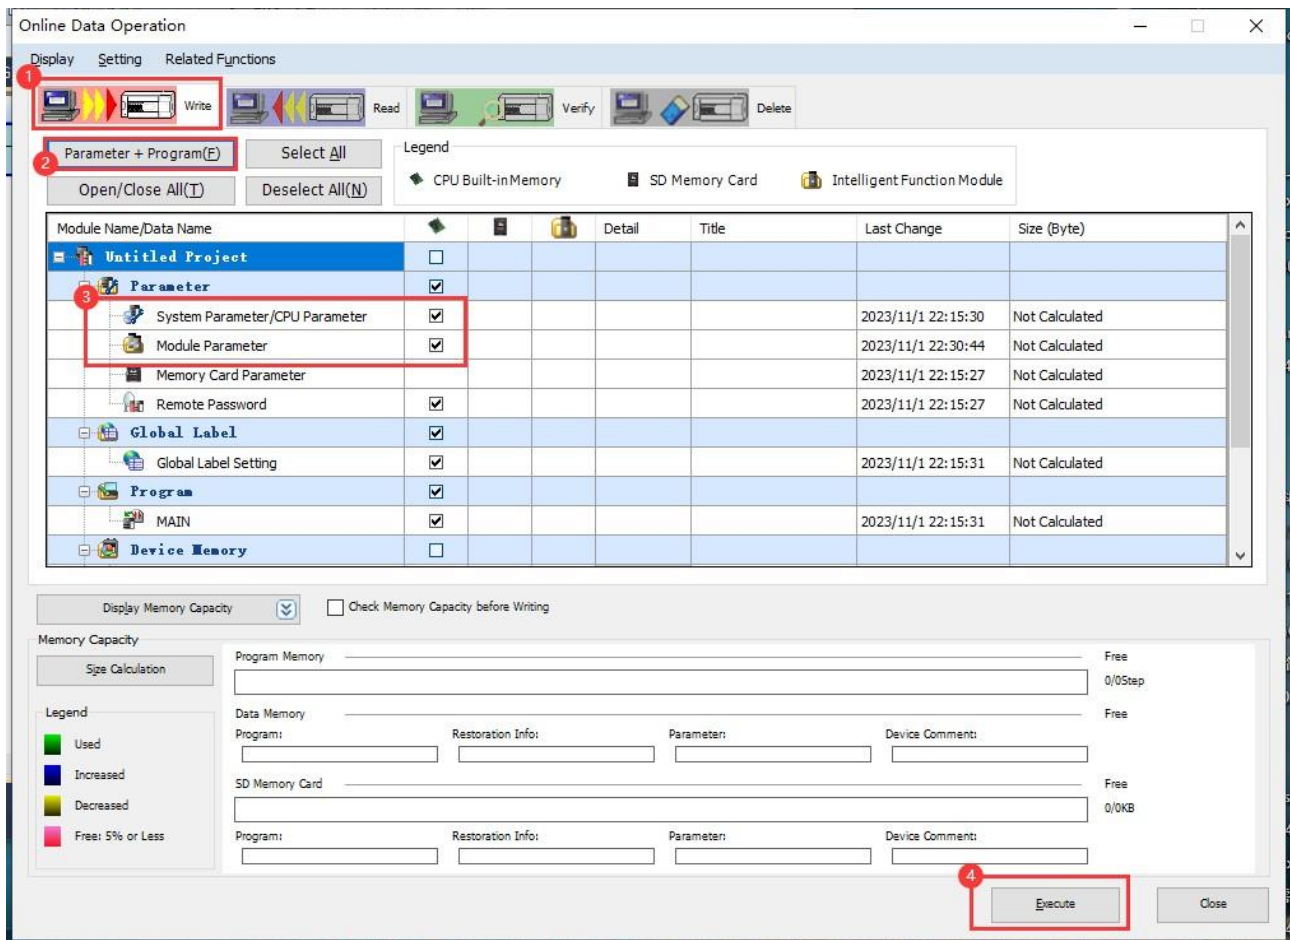 Online Data Operation
Display Setting Related Functions
1
Write Read Verify Delete
2
Parameter + Program(F) Select All
Open/Close All(T) Deselect All(N)
Legend
CPU Built-in Memory SD Memory Card Intelligent Function Module
Module Name/Data Name Detail Title Last Change Size (Byte)
Untitled Project
Parameter
3
System Parameter/CPU Parameter 2023/11/1 22:15:30 Not Calculated
Module Parameter 2023/11/1 22:30:44 Not Calculated
Memory Card Parameter 2023/11/1 22:15:27 Not Calculated
Remote Password 2023/11/1 22:15:27 Not Calculated
Global Label
Global Label Setting 2023/11/1 22:15:31 Not Calculated
Program
MAIN 2023/11/1 22:15:31 Not Calculated
Device Memory
Display Memory Capacity Check Memory Capacity before Writing
Memory Capacity
Size Calculation
Legend
Used
Increased
Decreased
Free: 5% or Less
Program Memory Free
0/0Step
Data Memory Free
Program: Restoration Info: Parameter: Device Comment:
SD Memory Card Free
0/0KB
Program: Restoration Info: Parameter: Device Comment:
4
Execute Close